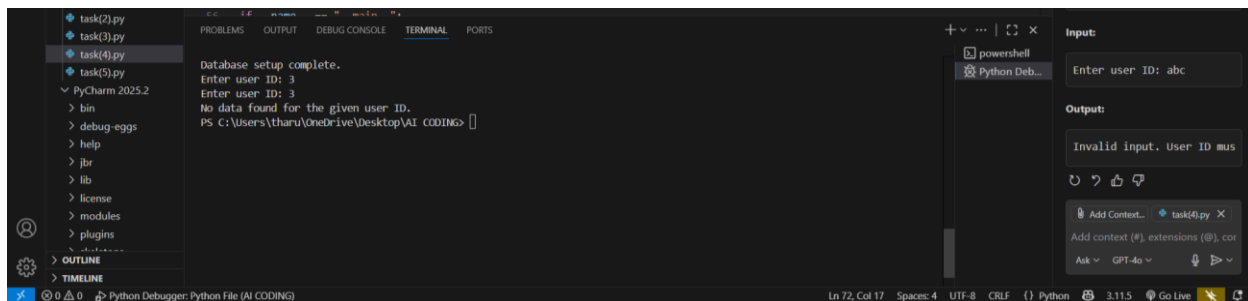 task(2).py
task(3).py
task(4).py
task(5).py
PyCharm 2025.2
bin
debug-eggs
help
jbr
lib
license
modules
plugins
OUTLINE
TIMELINE
PROBLEMS OUTPUT DEBUG CONSOLE TERMINAL PORTS
Database setup complete.
Enter user ID: 3
Enter user ID: 3
No data found for the given user ID.
PS C:\Users\tharu\OneDrive\Desktop\AI CODING>
powershell
Python Deb...
Input:
Enter user ID: abc
Output:
Invalid input. User ID mus
Add Context... task(4).py
Add context (#), extensions (@), cor
Ask GPT-4o
0 0 Python Debugger: Python File (AI CODING) Ln 72, Col 17 Spaces: 4 UTF-8 CRLF {} Python 3.11.5 Go Live